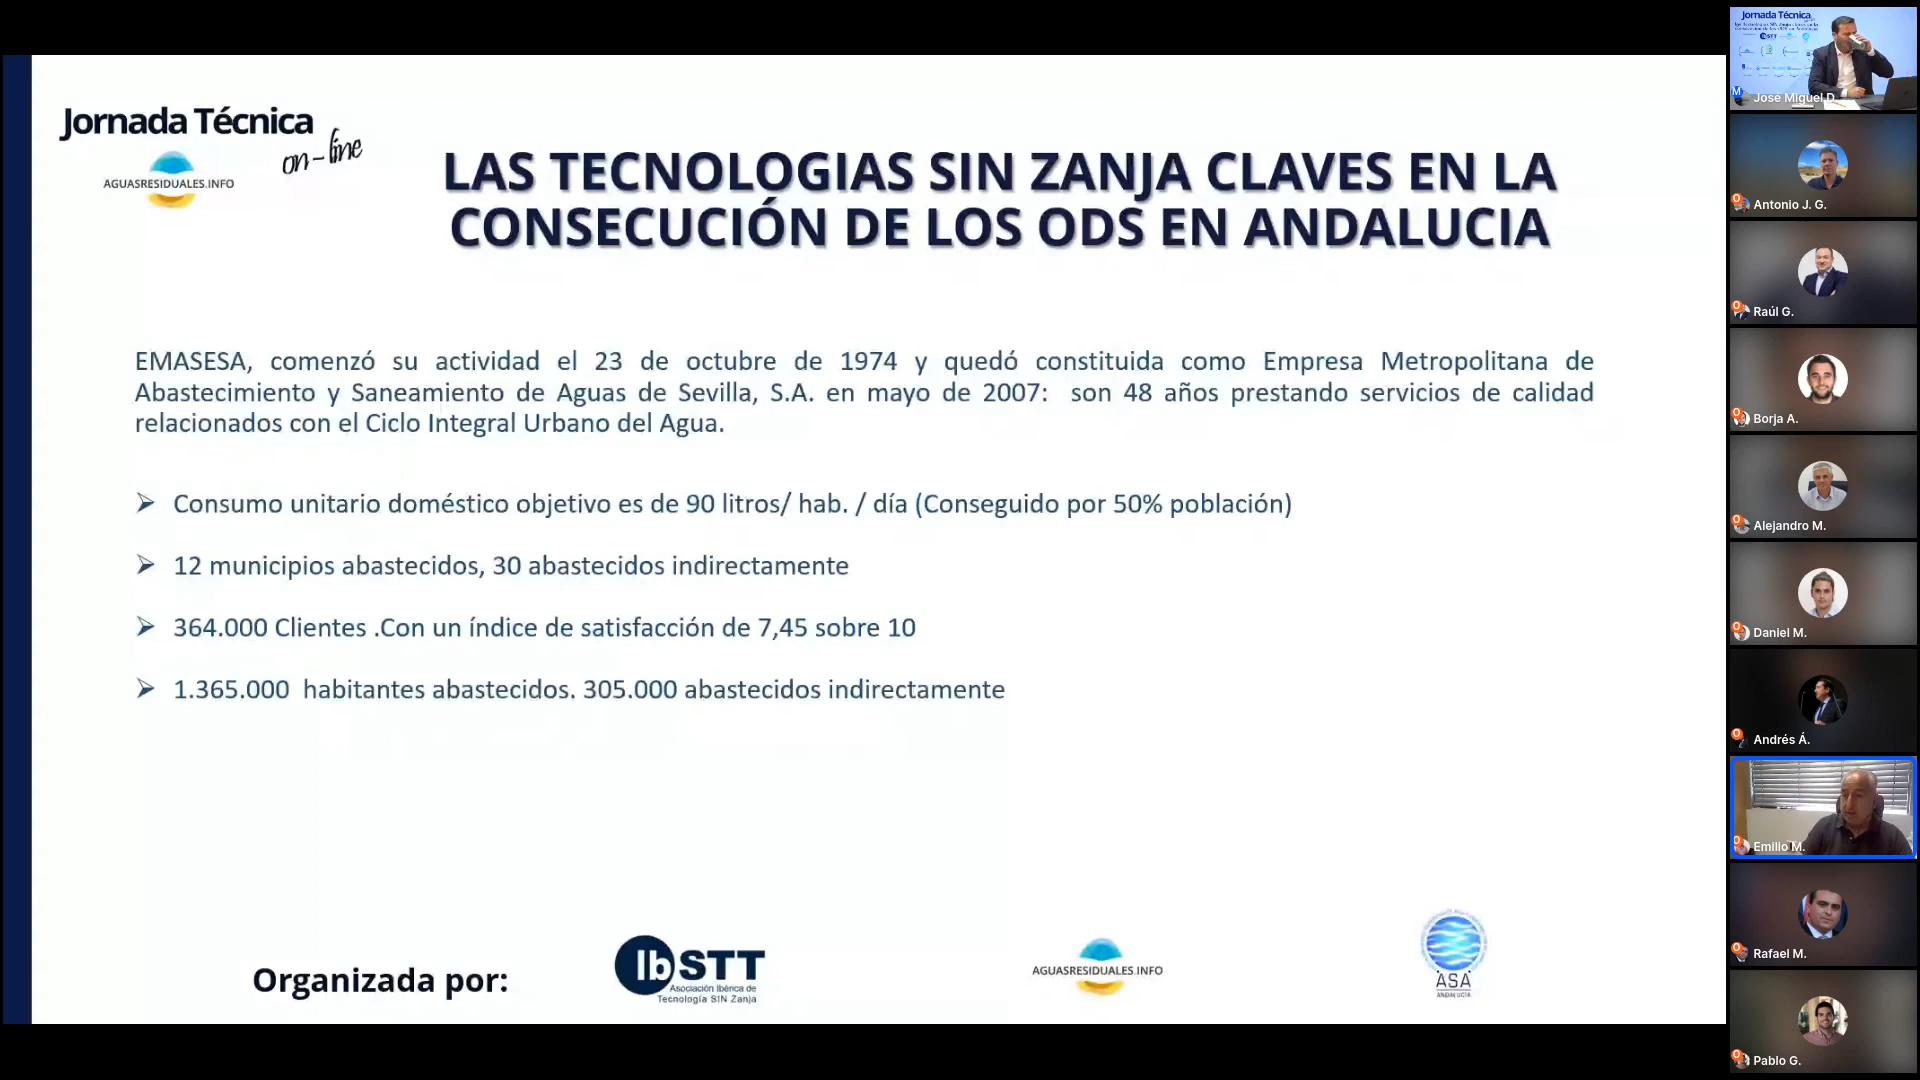 Jornada Técnica
on-line
AGUASRESIDUALES.INFO
LAS TECNOLOGIAS SIN ZANJA CLAVES EN LA
CONSECUCIÓN DE LOS ODS EN ANDALUCIA
EMASESA, comenzó su actividad el 23 de octubre de 1974 y quedó constituida como Empresa Metropolitana de
Abastecimiento y Saneamiento de Aguas de Sevilla, S.A. en mayo de 2007: son 48 años prestando servicios de calidad
relacionados con el Ciclo Integral Urbano del Agua.
➢ Consumo unitario doméstico objetivo es de 90 litros/ hab. / día (Conseguido por 50% población)
➢ 12 municipios abastecidos, 30 abastecidos indirectamente
➢ 364.000 Clientes .Con un índice de satisfacción de 7,45 sobre 10
➢ 1.365.000 habitantes abastecidos. 305.000 abastecidos indirectamente
Organizada por:
IbSTT
Asociación Ibérica de
Tecnología SIN Zanja
AGUASRESIDUALES.INFO
ASA
ANDALUCÍA
Jornada Técnica
IbSTT
M
José Miguel D.
O
Antonio J. G.
O
Raúl G.
O
Borja A.
O
Alejandro M.
O
Daniel M.
O
Andrés Á.
O
Emilio M.
O
Rafael M.
O
Pablo G.